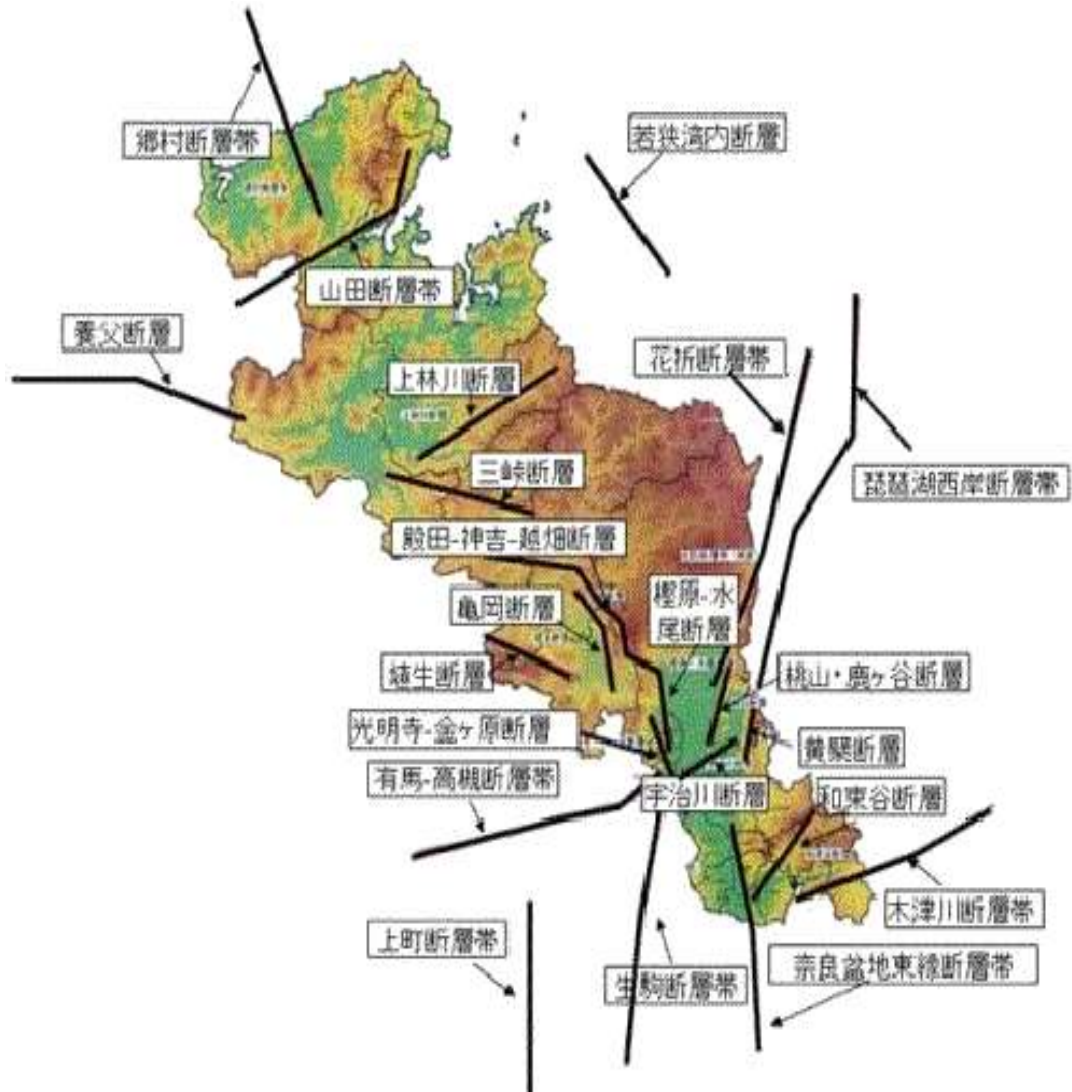 郷村断層帯
若狭湾内断層
山田断層帯
養父断層
上林川断層
花折断層帯
三峠断層
琵琶湖西岸断層帯
殿田-神吉-越畑断層
亀岡断層
樫原-水
尾断層
埴生断層
桃山・鹿ヶ谷断層
光明寺-金ヶ原断層
黄檗断層
有馬-高槻断層帯
宇治川断層
和束谷断層
木津川断層帯
上町断層帯
生駒断層帯
奈良盆地東縁断層帯